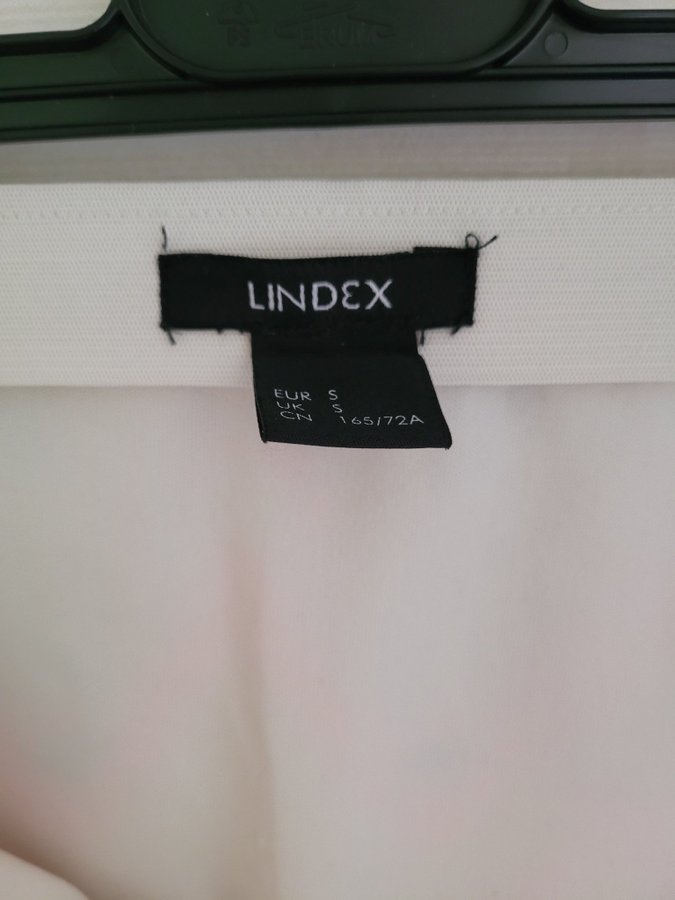 LINDEX
EUR S
UK S
CN 165/72A